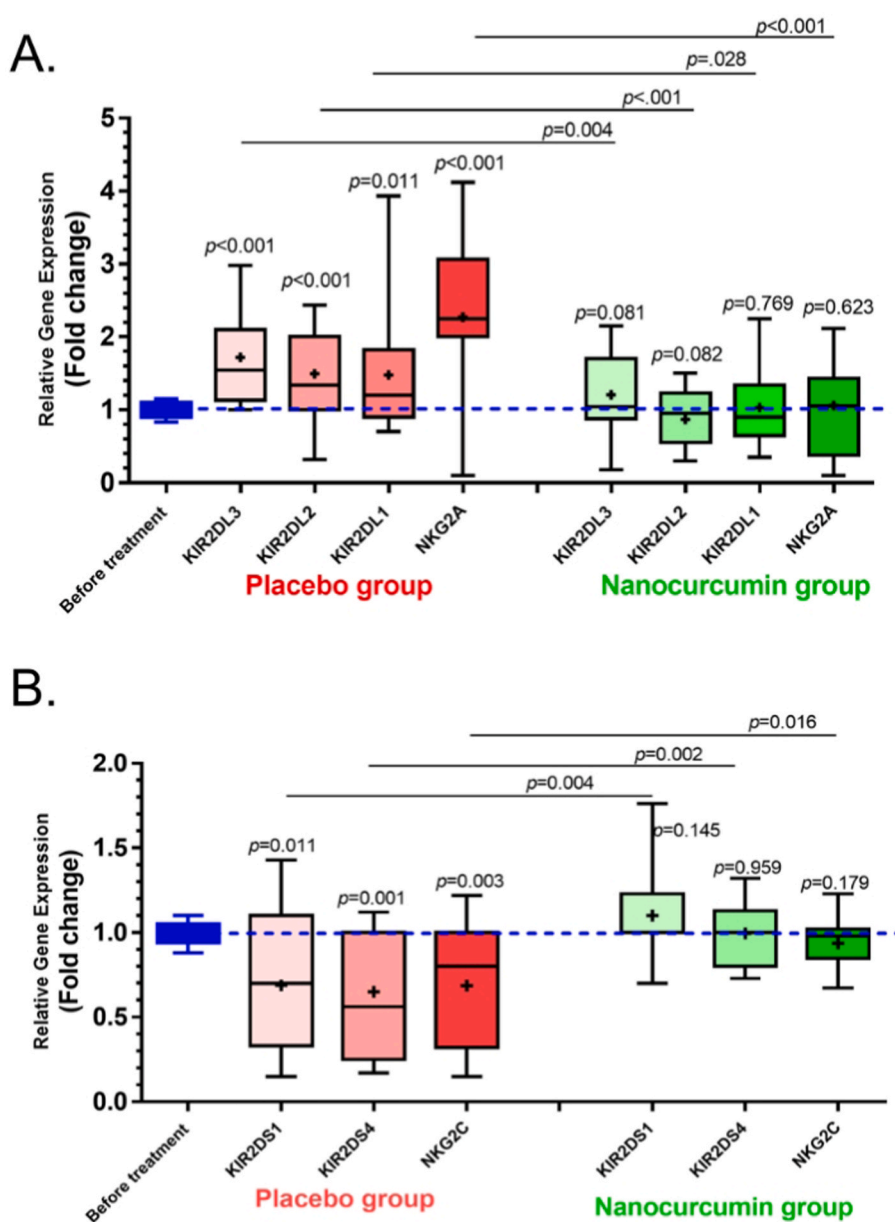 A.
p<0.001
p=.028
p<.001
p=0.004
Relative Gene Expression
(Fold change)
5
4
3
2
1
0
p<0.001
p<0.001
p=0.011
p<0.001
p=0.081
p=0.082
p=0.769
p=0.623
Before treatment
KIR2DL3
KIR2DL2
KIR2DL1
NKG2A
KIR2DL3
KIR2DL2
KIR2DL1
NKG2A
Placebo group
Nanocurcumin group
B.
p=0.016
p=0.002
p=0.004
Relative Gene Expression
(Fold change)
2.0
1.5
1.0
0.5
0.0
p=0.011
p=0.001
p=0.003
p=0.145
p=0.959
p=0.179
Before treatment
KIR2DS1
KIR2DS4
NKG2C
KIR2DS1
KIR2DS4
NKG2C
Placebo group
Nanocurcumin group